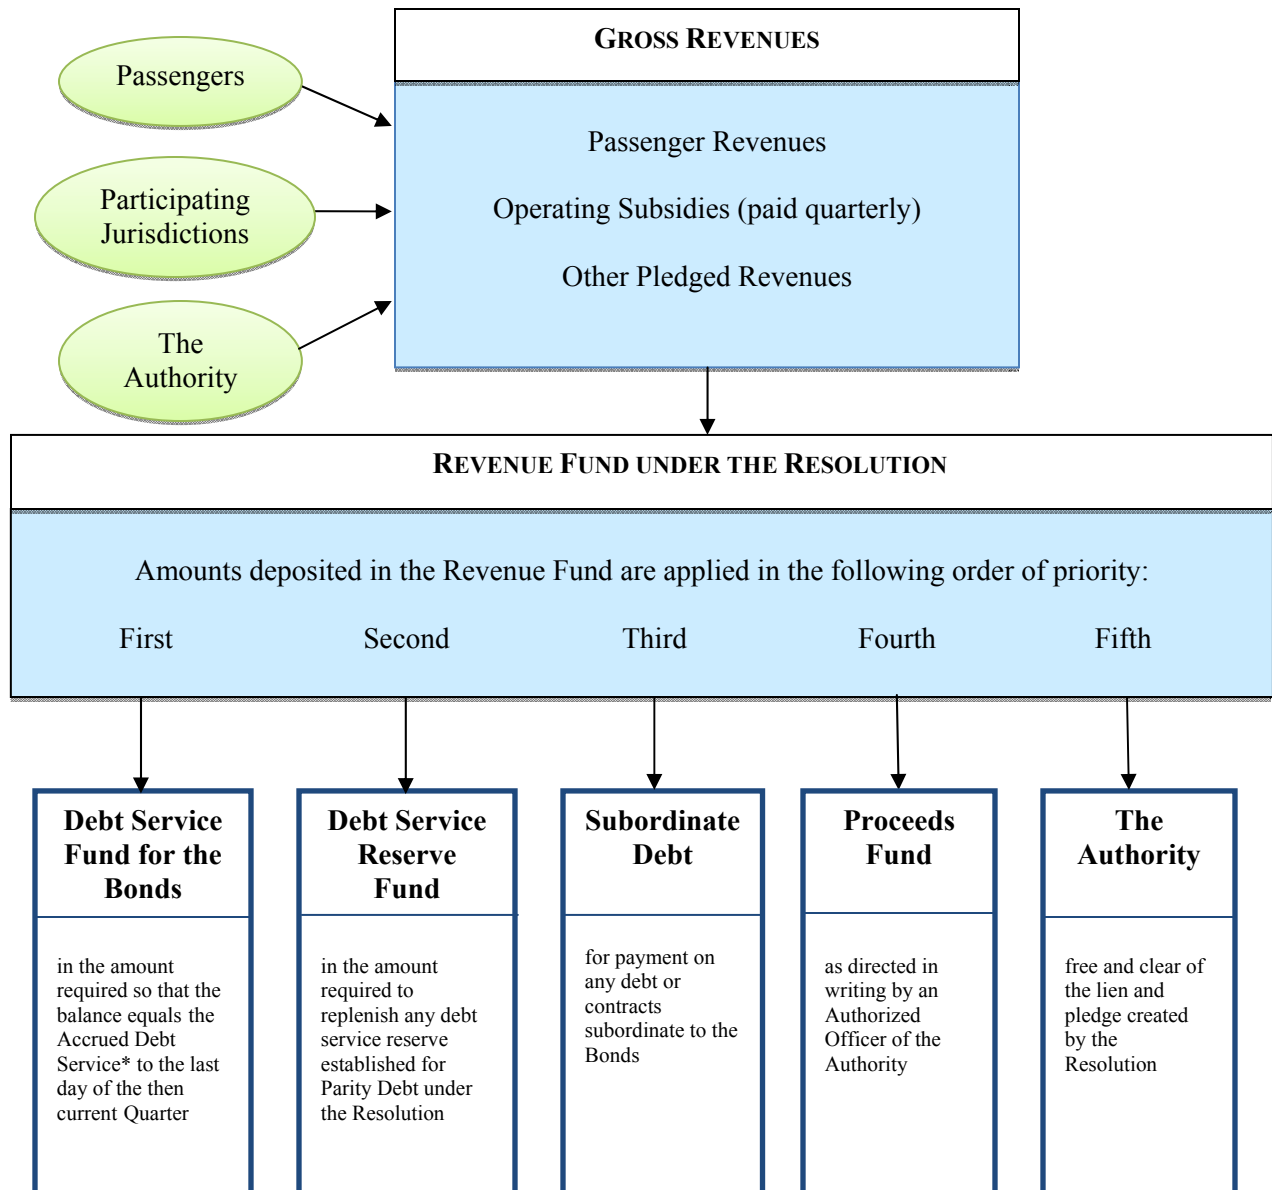 GROSS REVENUES
Passengers
Passenger Revenues
Participating
Jurisdictions
Operating Subsidies (paid quarterly)
Other Pledged Revenues
The
Authority
REVENUE FUND UNDER THE RESOLUTION
Amounts deposited in the Revenue Fund are applied in the following order of priority:
First Second Third Fourth Fifth
Debt Service
Fund for the
Bonds
in the amount
required so that the
balance equals the
Accrued Debt
Service* to the last
day of the then
current Quarter
Debt Service
Reserve
Fund
in the amount
required to
replenish any debt
service reserve
established for
Parity Debt under
the Resolution
Subordinate
Debt
for payment on
any debt or
contracts
subordinate to the
Bonds
Proceeds
Fund
as directed in
writing by an
Authorized
Officer of the
Authority
The
Authority
free and clear of
the lien and
pledge created
by the
Resolution